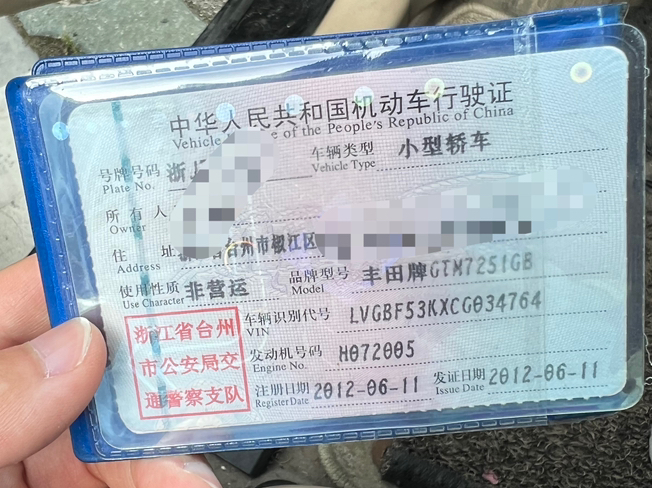 中华人民共和国机动车行驶证
Vehicle License of the People's Republic of China
号牌号码 浙J 车辆类型 小型轿车
Plate No. Vehicle Type
所有人
Owner
住址 台州市椒江区
Address
使用性质 非营运 品牌型号 丰田牌GTM7251GB
Use Character Model
浙江省台州
市公安局交
通警察支队
车辆识别代号 LVGBF53KXCG034764
VIN
发动机号码 H072005
Engine No.
注册日期 2012-06-11 发证日期 2012-06-11
Register Date Issue Date